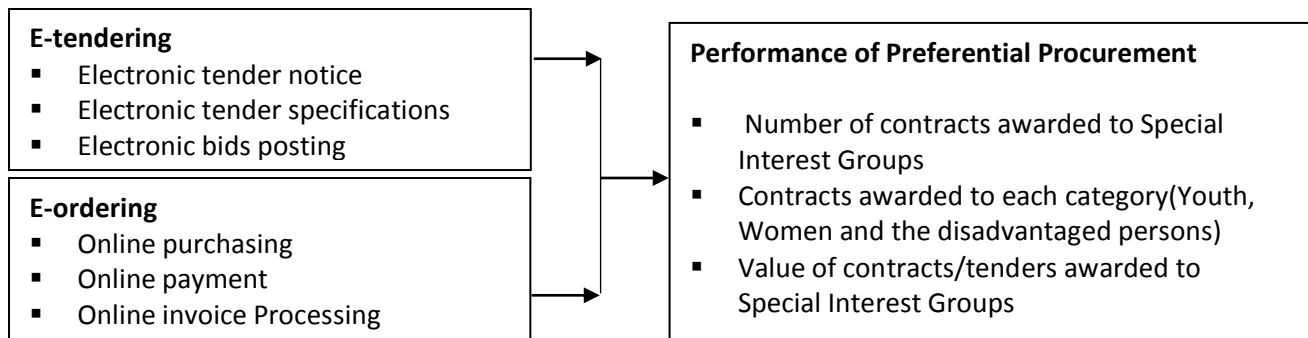 E-tendering
▪ Electronic tender notice
▪ Electronic tender specifications
▪ Electronic bids posting
E-ordering
▪ Online purchasing
▪ Online payment
▪ Online invoice Processing
Performance of Preferential Procurement
▪ Number of contracts awarded to Special
Interest Groups
▪ Contracts awarded to each category(Youth,
Women and the disadvantaged persons)
▪ Value of contracts/tenders awarded to
Special Interest Groups